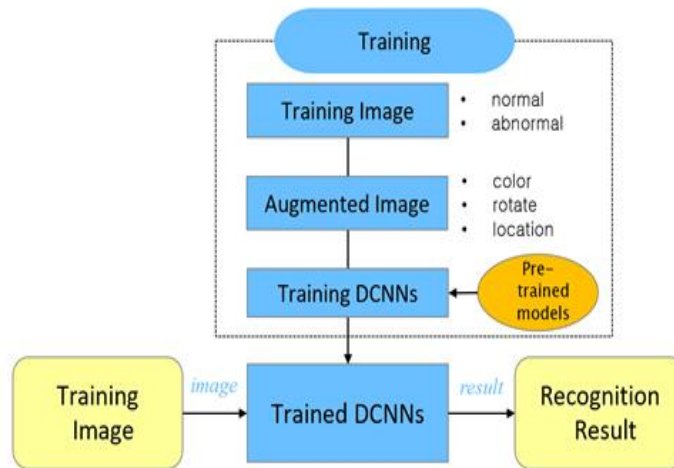 Training
Training Image
• normal
• abnormal
Augmented Image
• color
• rotate
• location
Training DCNNs
Pre-
trained
models
Training
Image
image
Trained DCNNs
result
Recognition
Result